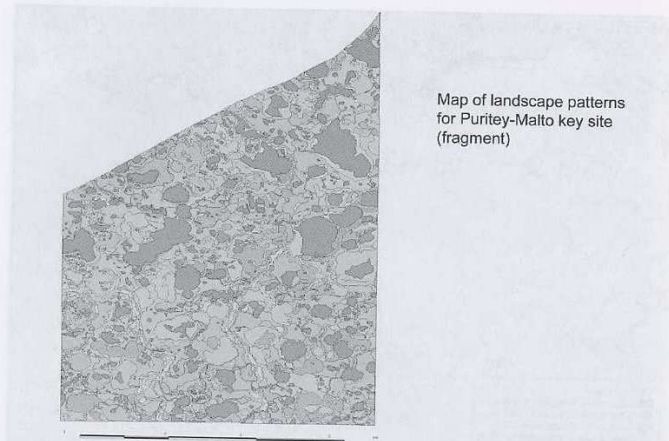 Map of landscape patterns
for Puritey-Malto key site
(fragment)